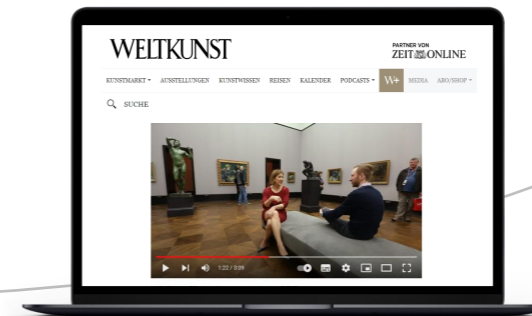 WELTKUNST
PARTNER VON
ZEIT ONLINE
KUNSTMARKT AUSSTELLUNGEN KUNSTWISSEN REISEN KALENDER PODCASTS W+ MEDIA ABO/SHOP
SUCHE
1:22 / 3:09